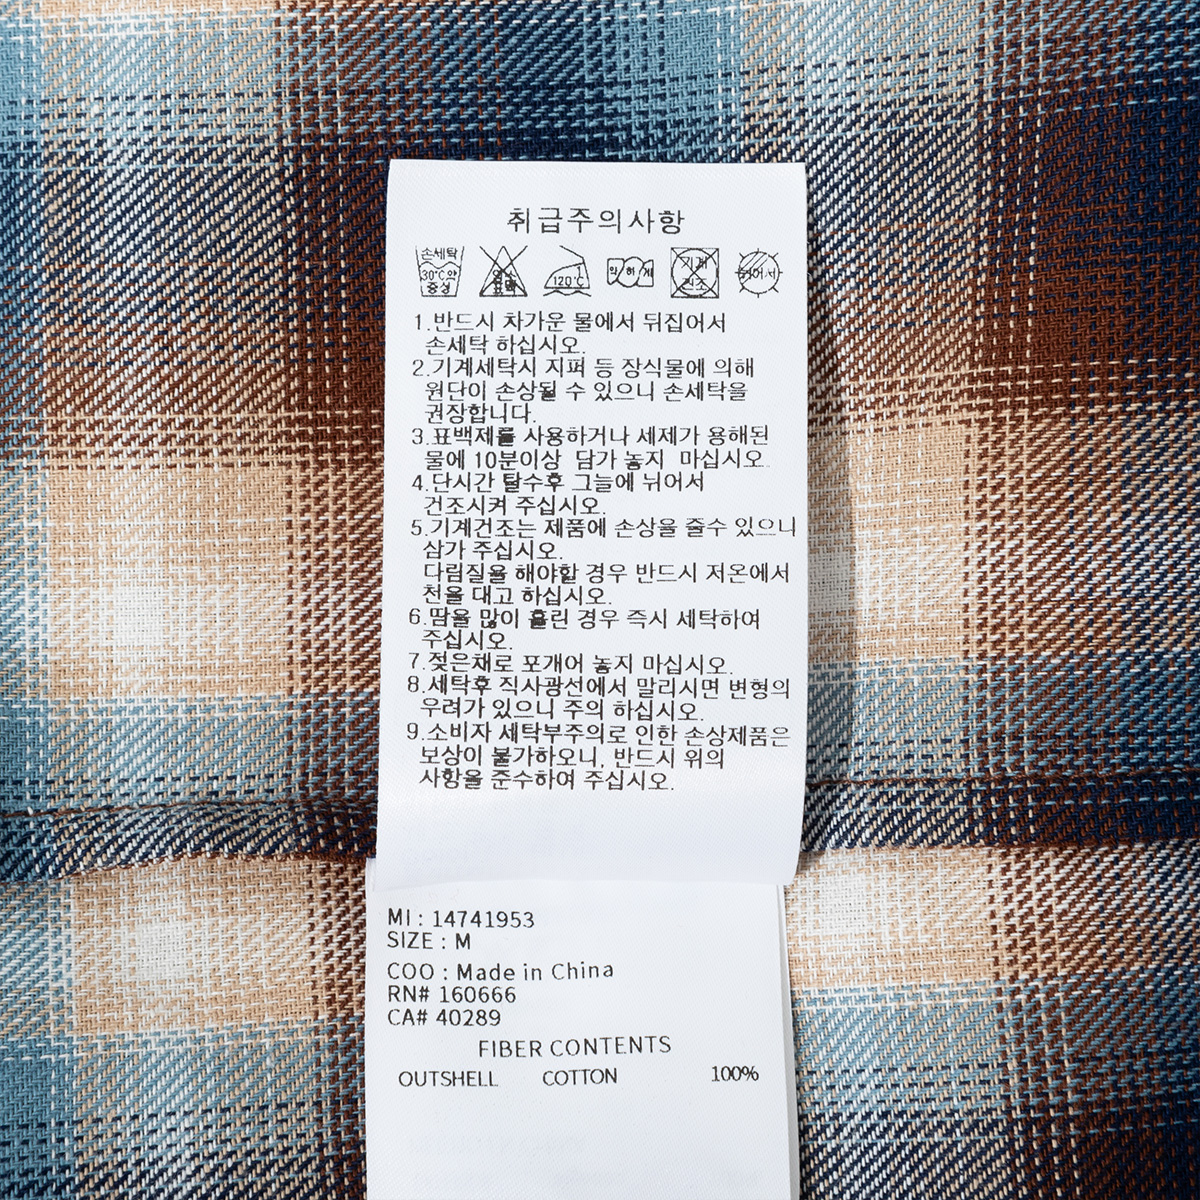 취급주의사항
손세탁
30°C약
중성
염소
표백
120°C
약하게
기계
건조
뉘어서
1.반드시 차가운 물에서 뒤집어서
손세탁 하십시오.
2.기계세탁시 지퍼 등 장식물에 의해
원단이 손상될 수 있으니 손세탁을
권장합니다.
3.표백제를 사용하거나 세제가 용해된
물에 10분이상 담가 놓지 마십시오.
4.단시간 탈수후 그늘에 뉘어서
건조시켜 주십시오.
5.기계건조는 제품에 손상을 줄수 있으니
삼가 주십시오.
다림질을 해야할 경우 반드시 저온에서
천을 대고 하십시오.
6.땀을 많이 흘린 경우 즉시 세탁하여
주십시오.
7.젖은채로 포개어 놓지 마십시오.
8.세탁후 직사광선에서 말리시면 변형의
우려가 있으니 주의 하십시오.
9.소비자 세탁부주의로 인한 손상제품은
보상이 불가하오니, 반드시 위의
사항을 준수하여 주십시오.
MI : 14741953
SIZE : M
COO : Made in China
RN# 160666
CA# 40289
FIBER CONTENTS
OUTSHELL COTTON 100%